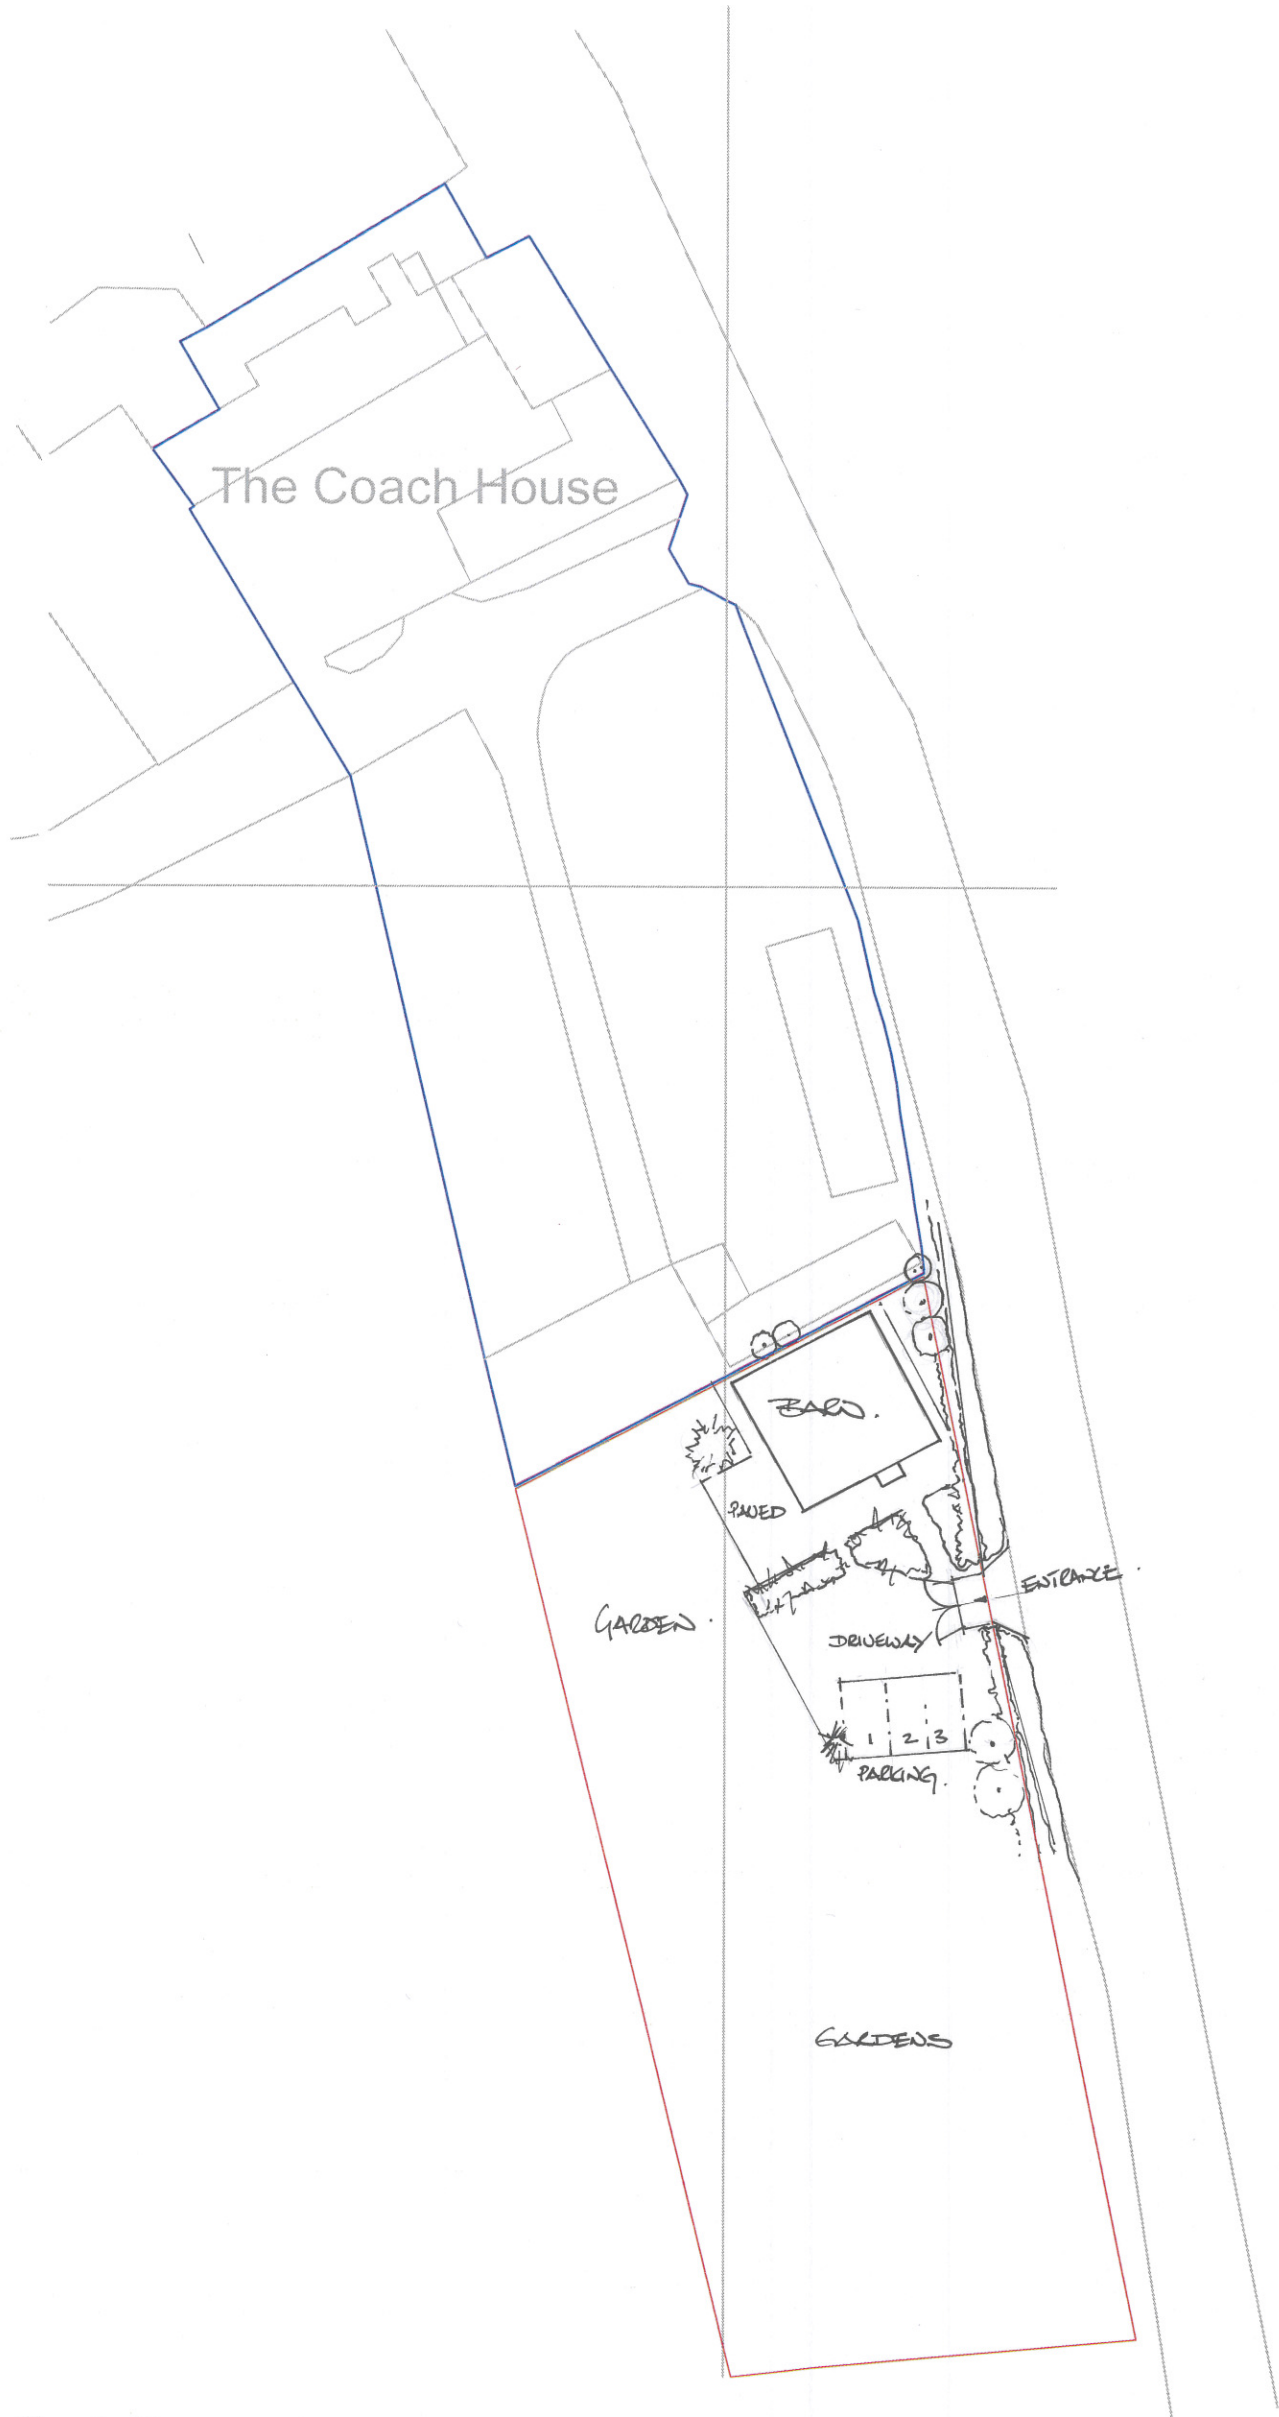 The Coach House
BARN.
PAVED
ENTRANCE.
GARDEN.
DRIVEWAY
1 2 3
PARKING.
GARDENS